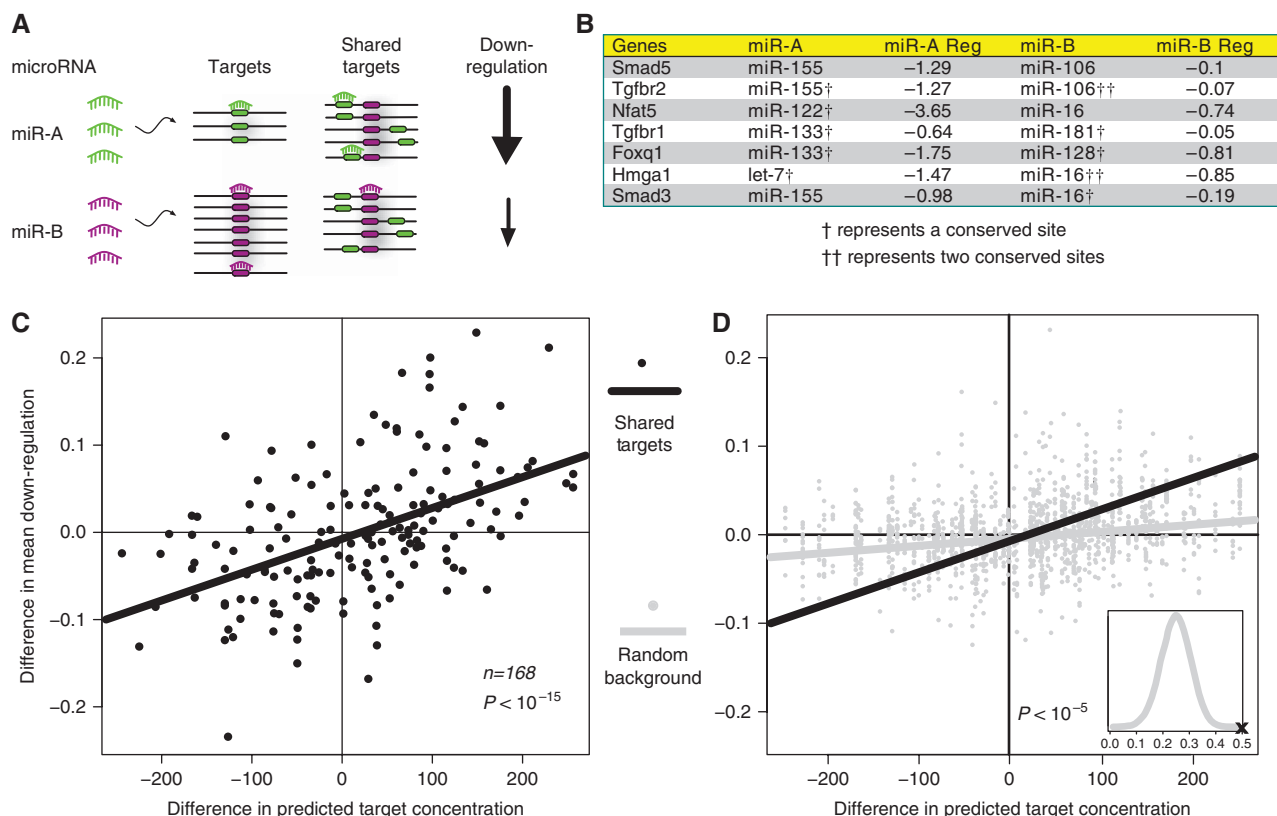 A
microRNA
Targets
Shared
targets
Down-
regulation
miR-A
miR-B
B
Genes miR-A miR-A Reg miR-B miR-B Reg
Smad5 miR-155 −1.29 miR-106 −0.1
Tgfbr2 miR-155† −1.27 miR-106†† −0.07
Nfat5 miR-122† −3.65 miR-16 −0.74
Tgfbr1 miR-133† −0.64 miR-181† −0.05
Foxq1 miR-133† −1.75 miR-128† −0.81
Hmga1 let-7† −1.47 miR-16†† −0.85
Smad3 miR-155 −0.98 miR-16† −0.19
† represents a conserved site
†† represents two conserved sites
C
Difference in mean down-regulation
0.2
0.1
0.0
−0.1
−0.2
n=168
P < 10−15
−200 −100 0 100 200
Difference in predicted target concentration
Shared
targets
Random
background
D
0.2
0.1
0.0
−0.1
−0.2
P < 10−5
x
0.0 0.1 0.2 0.3 0.4 0.5
−200 −100 0 100 200
Difference in predicted target concentration